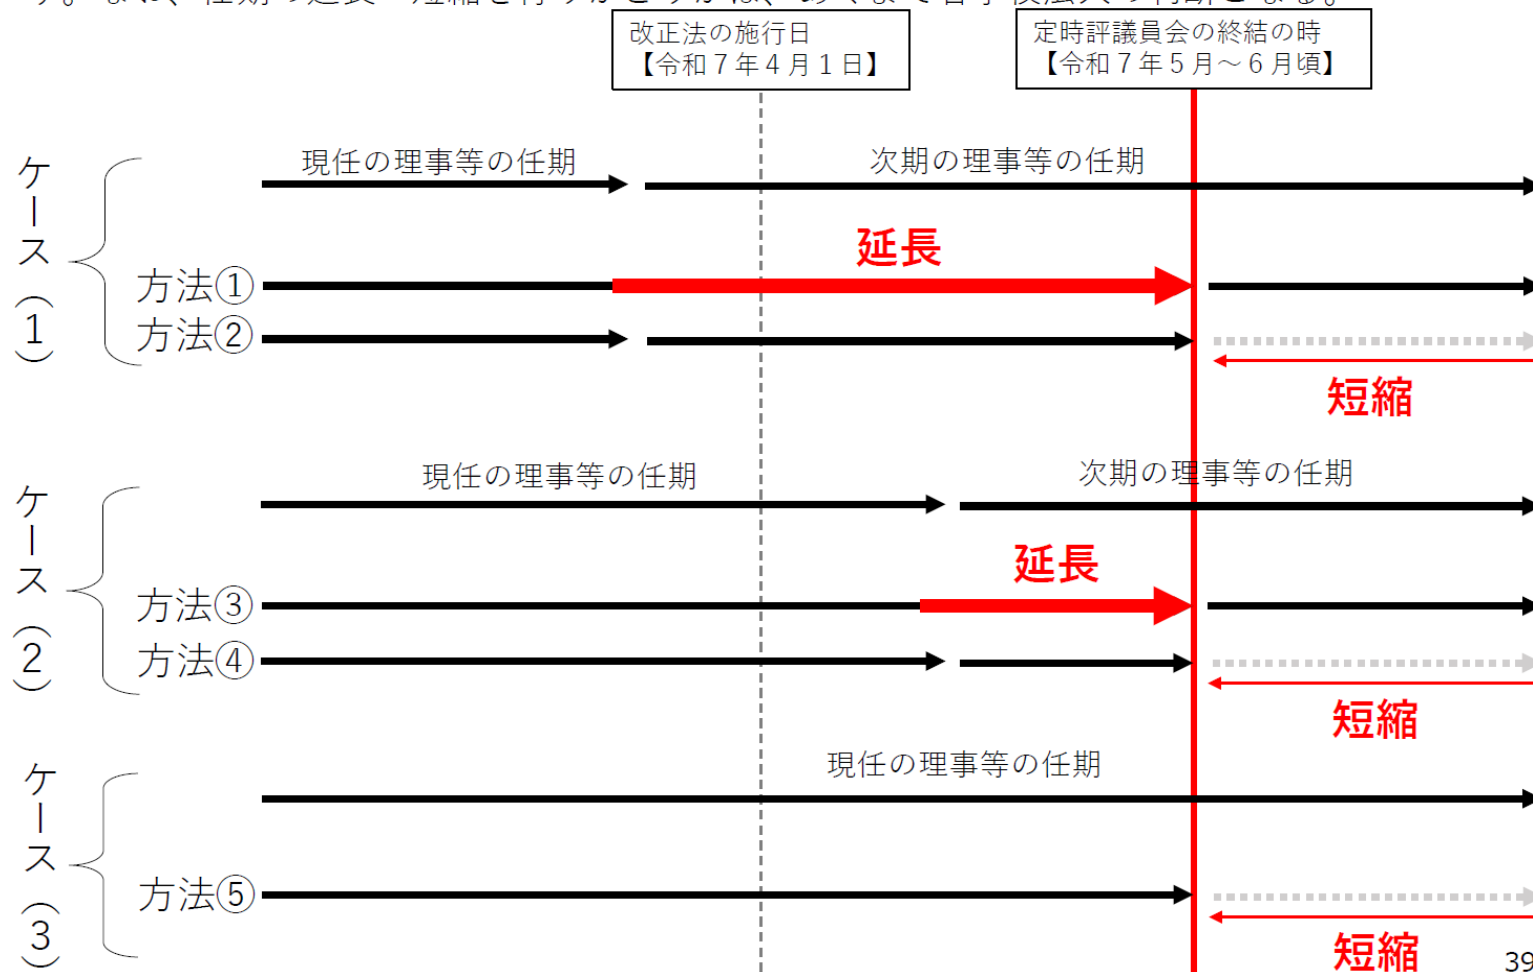 改正法の施行日
【令和７年４月１日】
定時評議員会の終結の時
【令和７年５月～６月頃】
ケース（1）
現任の理事等の任期
次期の理事等の任期
延長
方法①
方法②
短縮
ケース（2）
現任の理事等の任期
次期の理事等の任期
延長
方法③
方法④
短縮
ケース（3）
現任の理事等の任期
方法⑤
短縮
39